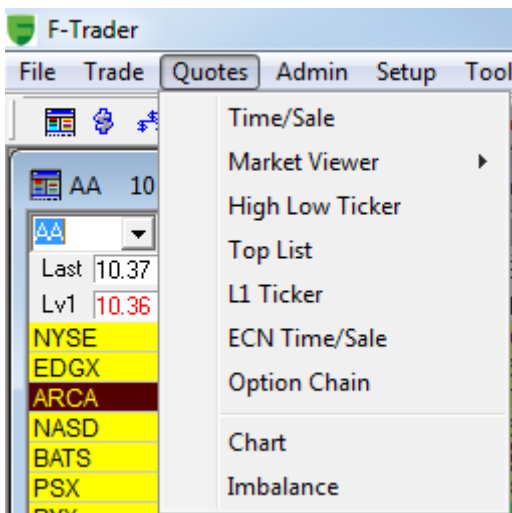 F-Trader
File Trade Quotes Admin Setup Tool
Time/Sale
AA 10
Market Viewer
High Low Ticker
AA
Top List
Last 10.37
L1 Ticker
Lv1 10.36
ECN Time/Sale
NYSE
EDGX
Option Chain
ARCA
NASD
Chart
BATS
Imbalance
PSX